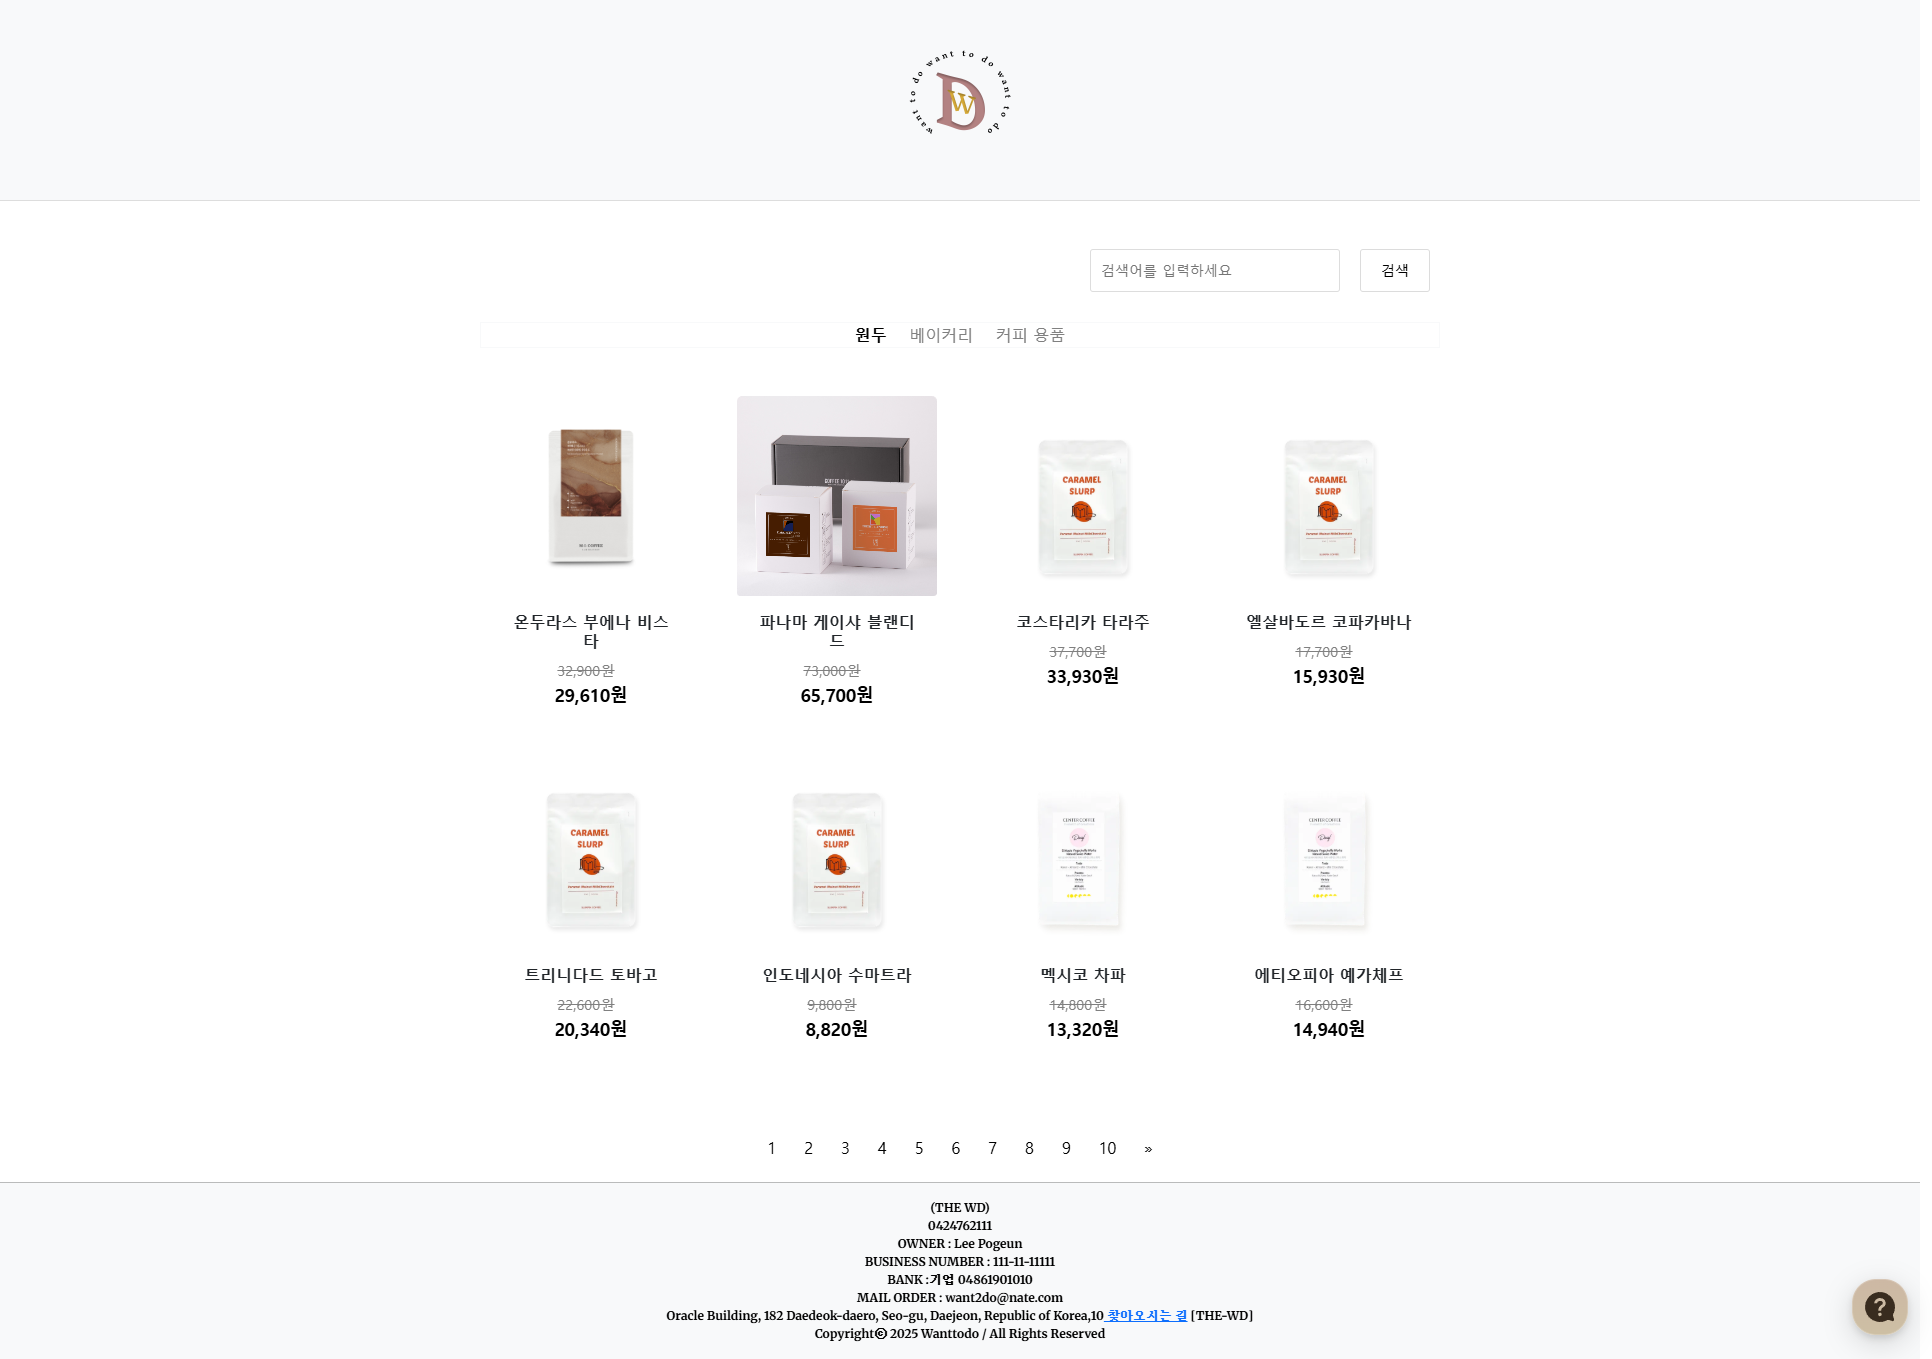 want to do want to do want to do
D
W
검색어를 입력하세요
검색
원두 베이커리 커피 용품
CARAMEL
SLURP
CARAMEL
SLURP
온두라스 부에나 비스
타
32,900원
29,610원
파나마 게이샤 블랜디
드
73,000원
65,700원
코스타리카 타라주
37,700원
33,930원
엘살바도르 코파카바나
17,700원
15,930원
CARAMEL
SLURP
CARAMEL
SLURP
CENTER COFFEE
CENTER COFFEE
트리니다드 토바고
22,600원
20,340원
인도네시아 수마트라
9,800원
8,820원
멕시코 차파
14,800원
13,320원
에티오피아 예가체프
16,600원
14,940원
1 2 3 4 5 6 7 8 9 10 »
(THE WD)
0424762111
OWNER : Lee Pogeun
BUSINESS NUMBER : 111-11-11111
BANK :기업 04861901010
MAIL ORDER : want2do@nate.com
Oracle Building, 182 Daedeok-daero, Seo-gu, Daejeon, Republic of Korea,10 찾아오시는 길 [THE-WD]
Copyright© 2025 Wanttodo / All Rights Reserved